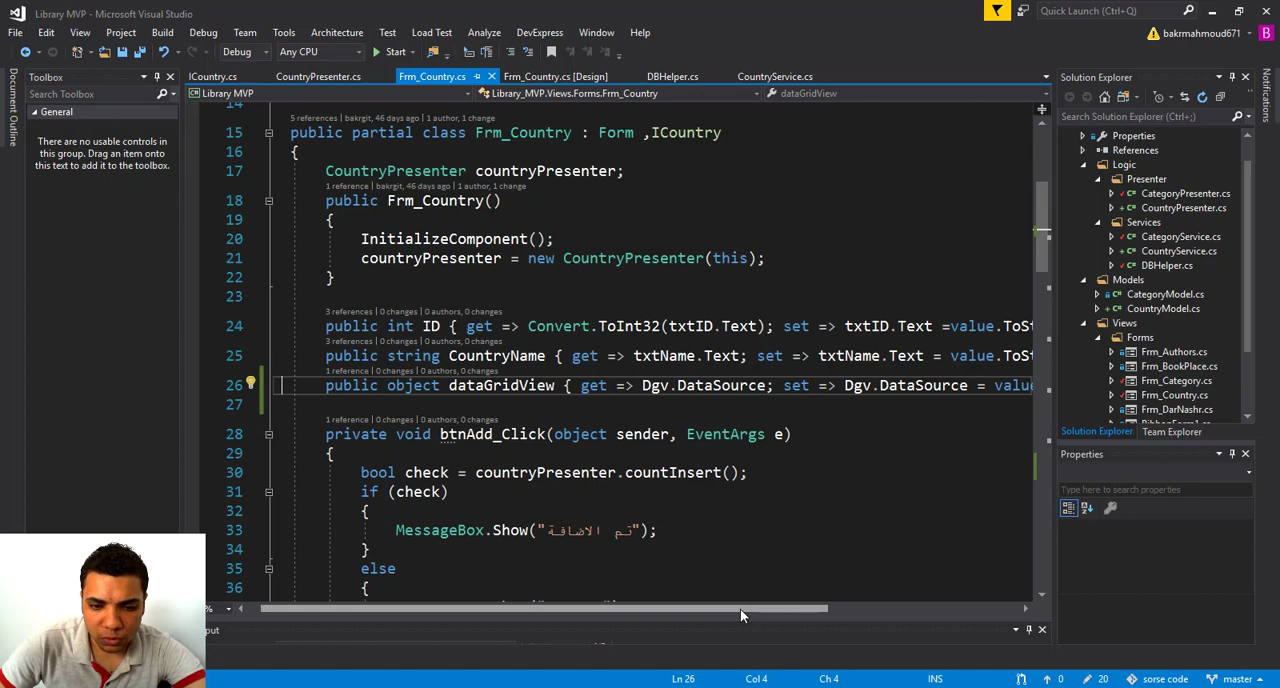 Library MVP - Microsoft Visual Studio
Quick Launch (Ctrl+Q)
File Edit View Project Build Debug Team Tools Architecture Test Load Test Analyze DevExpress Window Help
bakrmahmoud671
B
Debug Any CPU Start
Document Outline
Toolbox
Search Toolbox
General
There are no usable controls in this group. Drag an item onto this text to add it to the toolbox.
ICountry.cs CountryPresenter.cs Frm_Country.cs Frm_Country.cs [Design] DBHelper.cs CountryService.cs
Library MVP Library_MVP.Views.Forms.Frm_Country dataGridView
14
5 references | bakrgit, 46 days ago | 1 author, 1 change
15 public partial class Frm_Country : Form ,ICountry
16 {
17 CountryPresenter countryPresenter;
1 reference | bakrgit, 46 days ago | 1 author, 1 change
18 public Frm_Country()
19 {
20 InitializeComponent();
21 countryPresenter = new CountryPresenter(this);
22 }
23
3 references | 0 authors, 0 changes
24 public int ID { get => Convert.ToInt32(txtID.Text); set => txtID.Text =value.ToSt
3 references | 0 authors, 0 changes
25 public string CountryName { get => txtName.Text; set => txtName.Text = value.ToSt
1 reference | 0 authors, 0 changes
26 public object dataGridView { get => Dgv.DataSource; set => Dgv.DataSource = value
27
1 reference | 0 changes | 0 authors, 0 changes
28 private void btnAdd_Click(object sender, EventArgs e)
29 {
30 bool check = countryPresenter.countInsert();
31 if (check)
32 {
33 MessageBox.Show("تم الاضافة");
34 }
35 else
36 {
%
Solution Explorer
Search Solution Explorer (Ctrl+;)
Properties
References
Logic
Presenter
CategoryPresenter.cs
CountryPresenter.cs
Services
CategoryService.cs
CountryService.cs
DBHelper.cs
Models
CategoryModel.cs
CountryModel.cs
Views
Forms
Frm_Authors.cs
Frm_BookPlace.cs
Frm_Category.cs
Frm_Country.cs
Frm_DarNashr.cs
Solution Explorer Team Explorer
Properties
Type here to search properties
Notifications
put
Ln 26 Col 4 Ch 4 INS 0 20 sorse code master